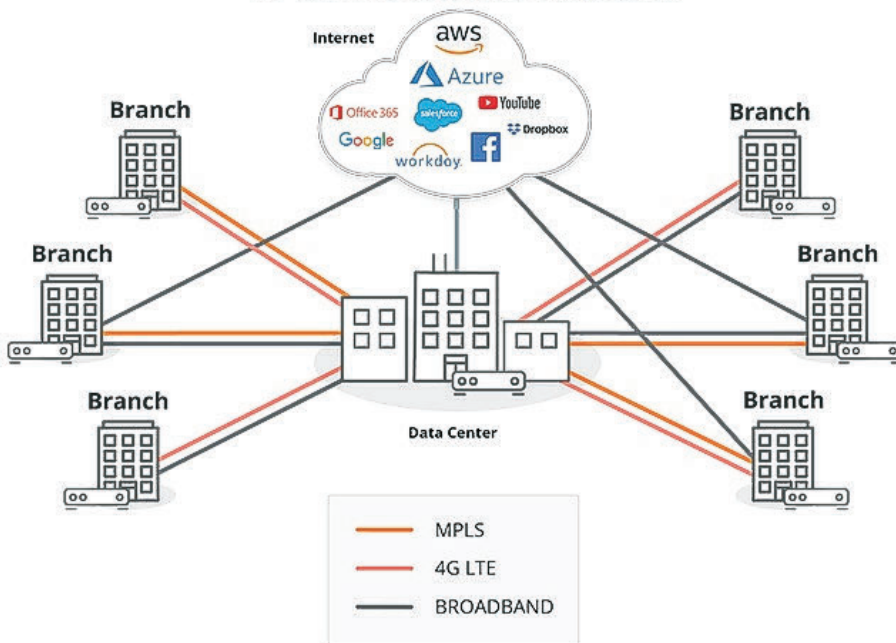 Internet
aws
Azure
Office 365
salesforce
YouTube
Google
Dropbox
workday.
f
Branch
Branch
Branch
Branch
Branch
Branch
Data Center
MPLS
4G LTE
BROADBAND